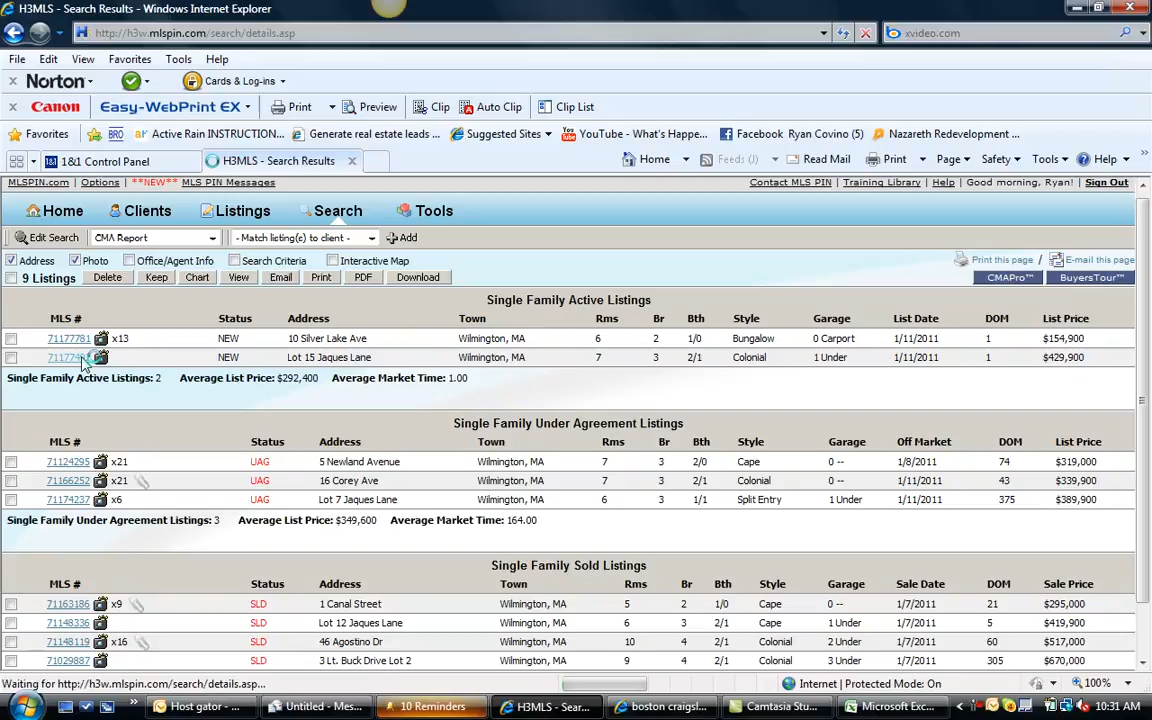 H3MLS - Search Results - Windows Internet Explorer
http://h3w.mlspin.com/search/details.asp
xvideo.com
File Edit View Favorites Tools Help
Norton Cards & Log-ins
Canon Easy-WebPrint EX Print Preview Clip Auto Clip Clip List
Favorites BRO Active Rain INSTRUCTION... Generate real estate leads ... Suggested Sites YouTube - What's Happe... Facebook Ryan Covino (5) Nazareth Redevelopment ...
1&1 Control Panel H3MLS - Search Results Home Feeds (J) Read Mail Print Page Safety Tools Help
MLSPIN.com | Options | **NEW** MLS PIN Messages Contact MLS PIN | Training Library | Help | Good morning, Ryan! Sign Out
Home Clients Listings Search Tools
Edit Search CMA Report - Match listing(s) to client - Add
Address Photo Office/Agent Info Search Criteria Interactive Map Print this page / E-mail this page
9 Listings Delete Keep Chart View Email Print PDF Download CMAPro™ BuyersTour™
Single Family Active Listings
MLS # Status Address Town Rms Br Bth Style Garage List Date DOM List Price
71177781 x13 NEW 10 Silver Lake Ave Wilmington, MA 6 2 1/0 Bungalow 0 Carport 1/11/2011 1 $154,900
NEW Lot 15 Jaques Lane Wilmington, MA 7 3 2/1 Colonial 1 Under 1/11/2011 1 $429,900
Single Family Active Listings: 2 Average List Price: $292,400 Average Market Time: 1.00
Single Family Under Agreement Listings
MLS # Status Address Town Rms Br Bth Style Garage Off Market DOM List Price
71124295 x21 UAG 5 Newland Avenue Wilmington, MA 7 3 2/0 Cape 0 -- 1/8/2011 74 $319,000
71166252 x21 UAG 16 Corey Ave Wilmington, MA 7 3 2/1 Colonial 0 -- 1/11/2011 43 $339,900
71174237 x6 UAG Lot 7 Jaques Lane Wilmington, MA 6 3 1/1 Split Entry 1 Under 1/11/2011 375 $389,900
Single Family Under Agreement Listings: 3 Average List Price: $349,600 Average Market Time: 164.00
Single Family Sold Listings
MLS # Status Address Town Rms Br Bth Style Garage Sale Date DOM Sale Price
71163186 x9 SLD 1 Canal Street Wilmington, MA 5 2 1/0 Cape 0 -- 1/7/2011 21 $295,000
71148336 SLD Lot 12 Jaques Lane Wilmington, MA 6 3 2/1 Cape 1 Under 1/7/2011 5 $419,900
71148119 x16 SLD 46 Agostino Dr Wilmington, MA 10 4 2/1 Colonial 2 Under 1/7/2011 60 $517,000
71029887 SLD 3 Lt. Buck Drive Lot 2 Wilmington, MA 9 4 2/1 Colonial 3 Under 1/7/2011 305 $670,000
Waiting for http://h3w.mlspin.com/search/details.asp... Internet | Protected Mode: On 100%
Host gator - ... Untitled - Mes... 10 Reminders H3MLS - Sear... boston craigsl... Camtasia Stu... Microsoft Exc... 10:31 AM